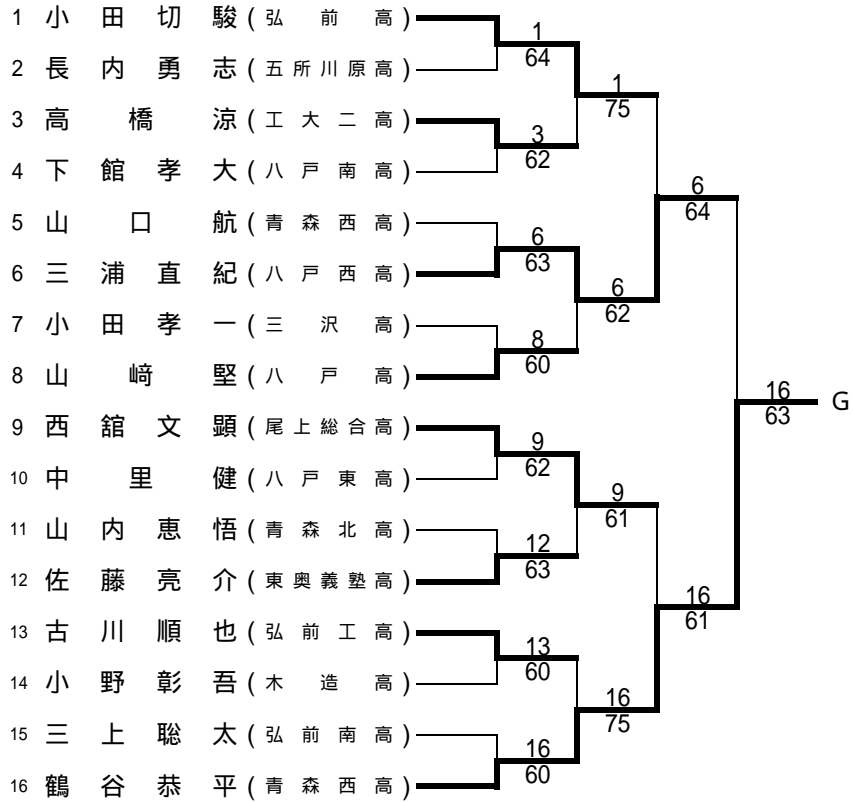 1 小田切駿(弘前高)
2 長内勇志(五所川原高)
3 高橋涼(工大二高)
4 下館孝大(八戸南高)
5 山口航(青森西高)
6 三浦直紀(八戸西高)
7 小田孝一(三沢高)
8 山﨑堅(八戸高)
9 西舘文顕(尾上総合高)
10 中里健(八戸東高)
11 山内恵悟(青森北高)
12 佐藤亮介(東奥義塾高)
13 古川順也(弘前工高)
14 小野彰吾(木造高)
15 三上聡太(弘前南高)
16 鶴谷恭平(青森西高)
1
64
3
62
6
63
8
60
9
62
12
63
13
60
16
60
1
75
6
62
9
61
16
75
6
64
16
61
16
63
G